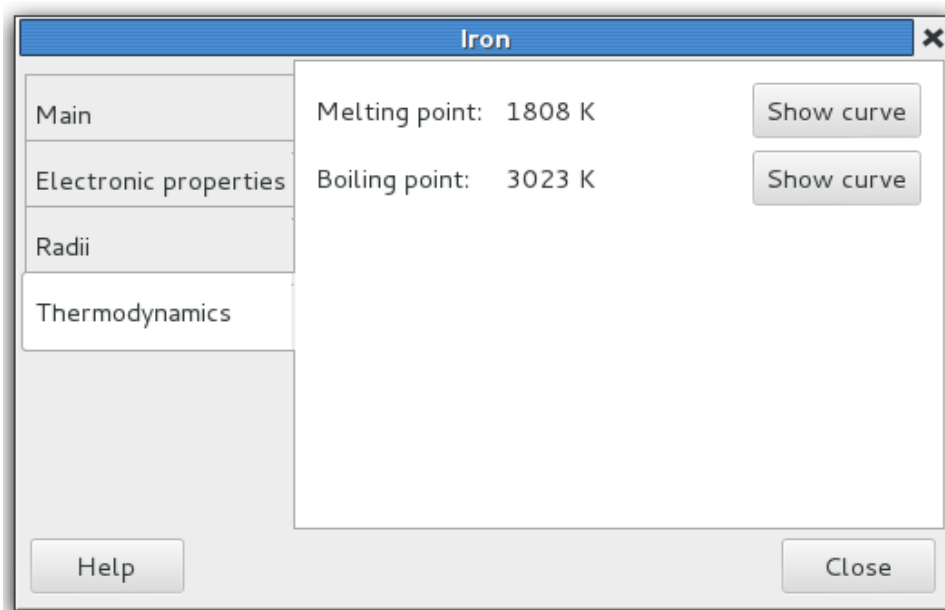 Iron
Main
Electronic properties
Radii
Thermodynamics
Melting point: 1808 K Show curve
Boiling point: 3023 K Show curve
Help Close